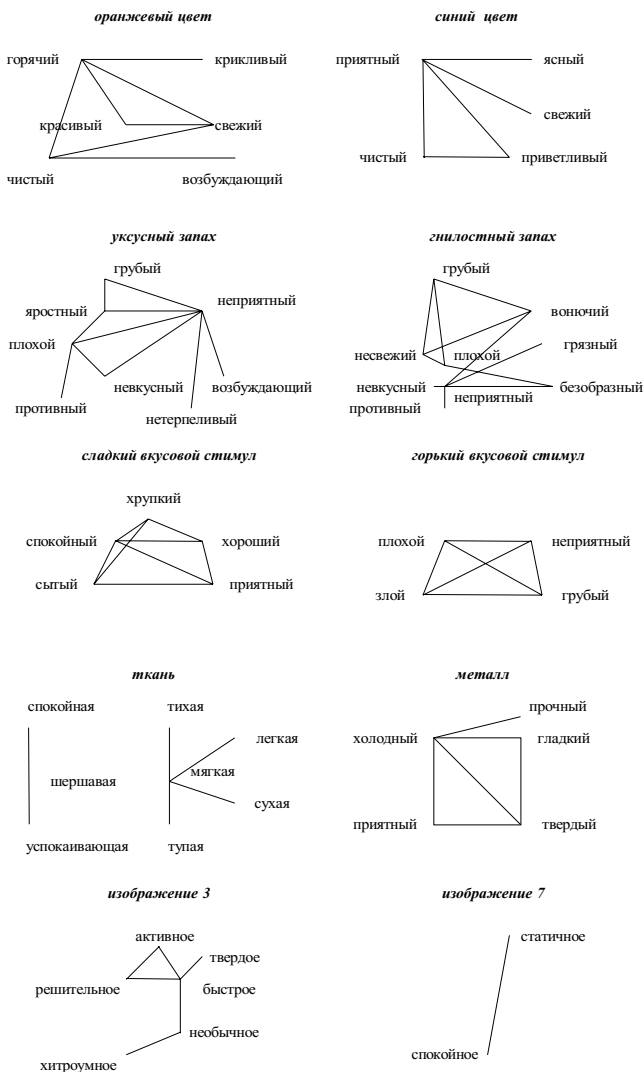 оранжевый цвет
синий цвет
горячий
крикливый
приятный
ясный
красивый
свежий
свежий
чистый
возбуждающий
чистый
приветливый
уксусный запах
гнилостный запах
грубый
грубый
неприятный
яростный
вонючий
плохой
грязный
несвежий
плохой
невкусный
возбуждающий
невкусный
безобразный
противный
неприятный
нетерпеливый
противный
сладкий вкусовой стимул
горький вкусовой стимул
хрупкий
спокойный
хороший
плохой
неприятный
сытый
приятный
злой
грубый
ткань
металл
спокойная
тихая
прочный
легкая
холодный
гладкий
шершавая
мягкая
сухая
успокаивающая
тупая
приятный
твердый
изображение 3
изображение 7
активное
статичное
твердое
решительное
быстрое
необычное
хитроумное
спокойное